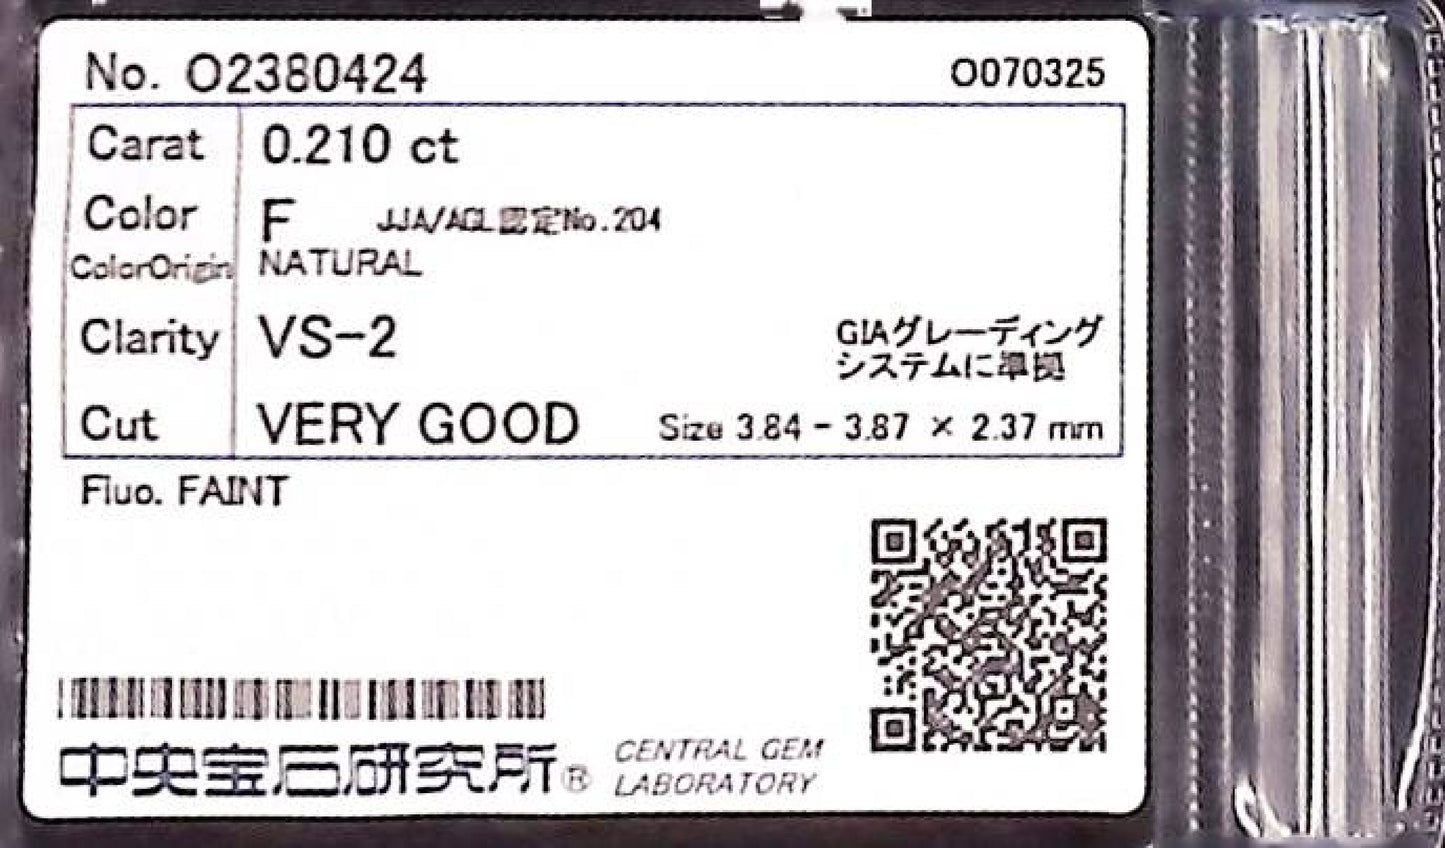 No. O2380424 O070325
Carat 0.210 ct
Color F JJA/AGL認定No.204
ColorOrigin NATURAL
Clarity VS-2 GIAグレーディング
システムに準拠
Cut VERY GOOD Size 3.84 - 3.87 × 2.37 mm
Fluo. FAINT
中央宝石研究所® CENTRAL GEM
LABORATORY